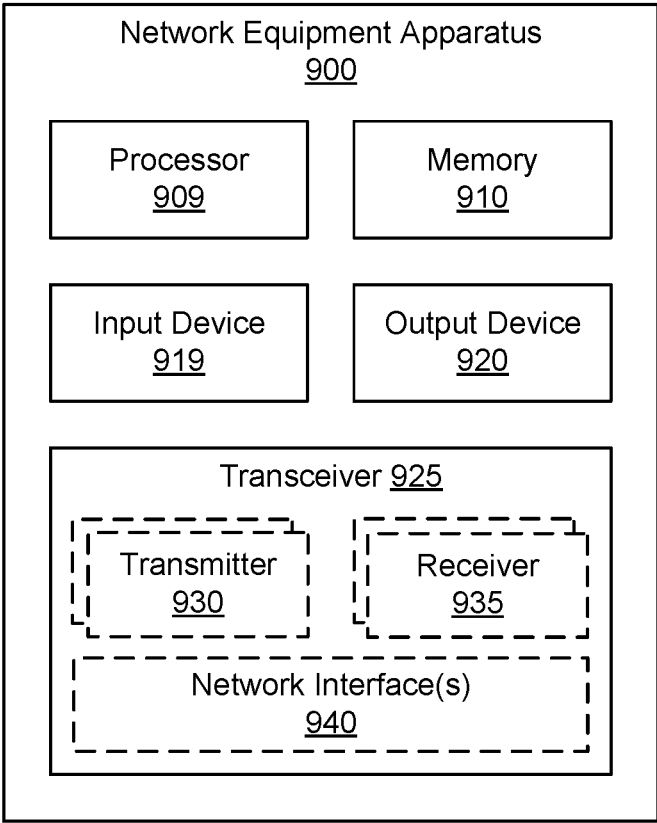 Network Equipment Apparatus
900
Processor
909
Memory
910
Input Device
919
Output Device
920
Transceiver 925
Transmitter
930
Receiver
935
Network Interface(s)
940